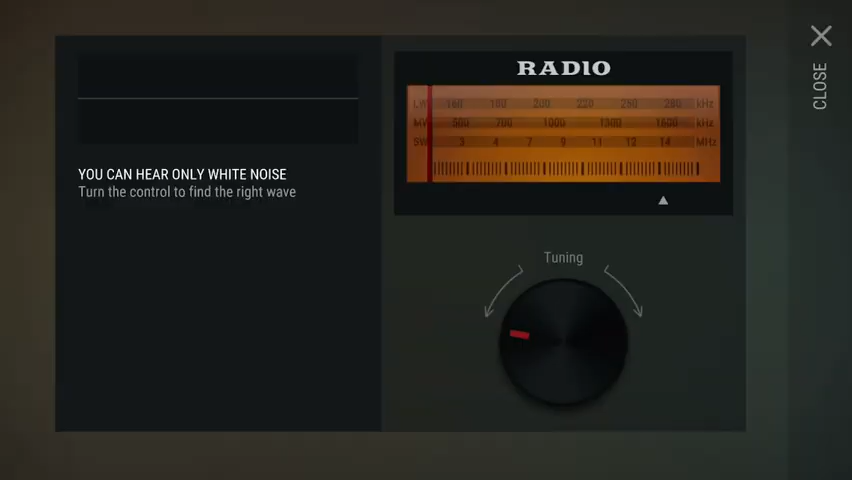 RADIO
LW 160 180 200 220 260 280 kHz
MW 500 700 1000 1300 1600 kHz
SW 3 4 7 9 11 12 14 MHz
YOU CAN HEAR ONLY WHITE NOISE
Turn the control to find the right wave
Tuning
CLOSE